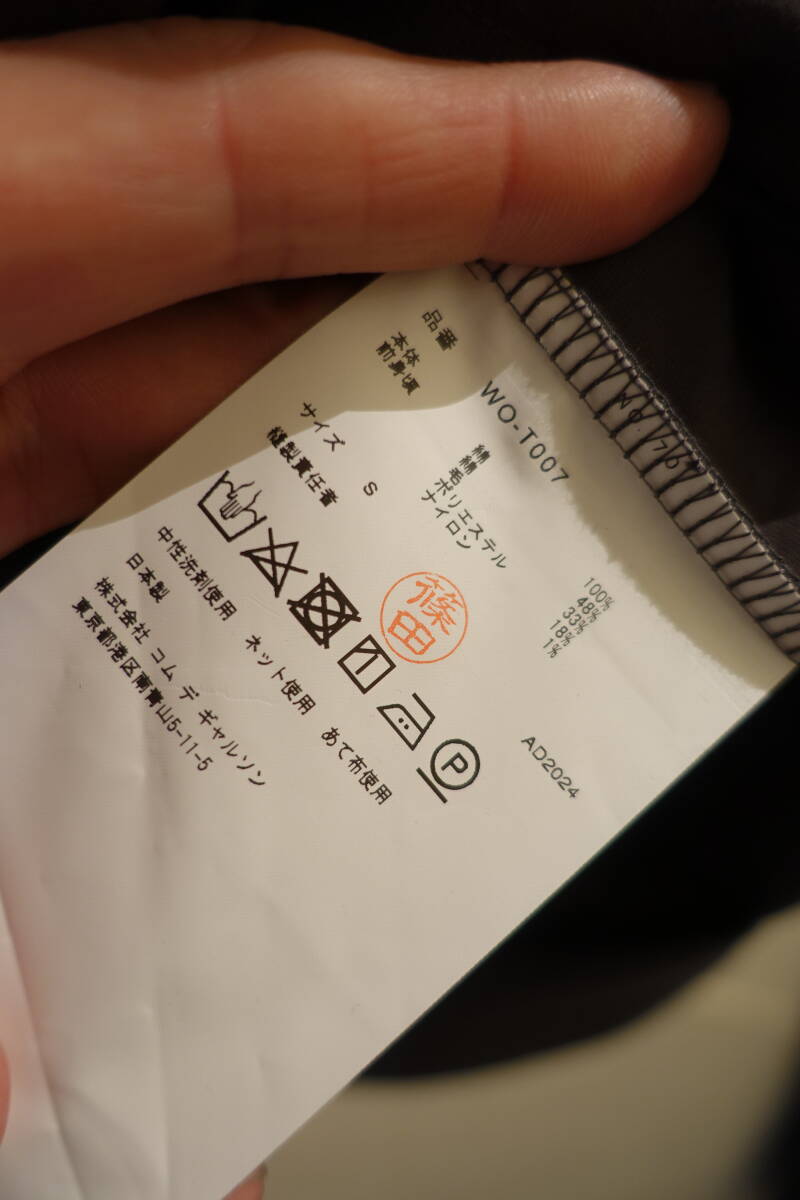 品番 WO-T007
本体 綿 100%
前身頃 綿 48%
毛 33%
ポリエステル 18%
ナイロン 1%
サイズ S
縫製責任者
篠田
AD2024
P
中性洗剤使用 ネット使用 あて布使用
日本製
株式会社 コム デ ギャルソン
東京都港区南青山5-11-5